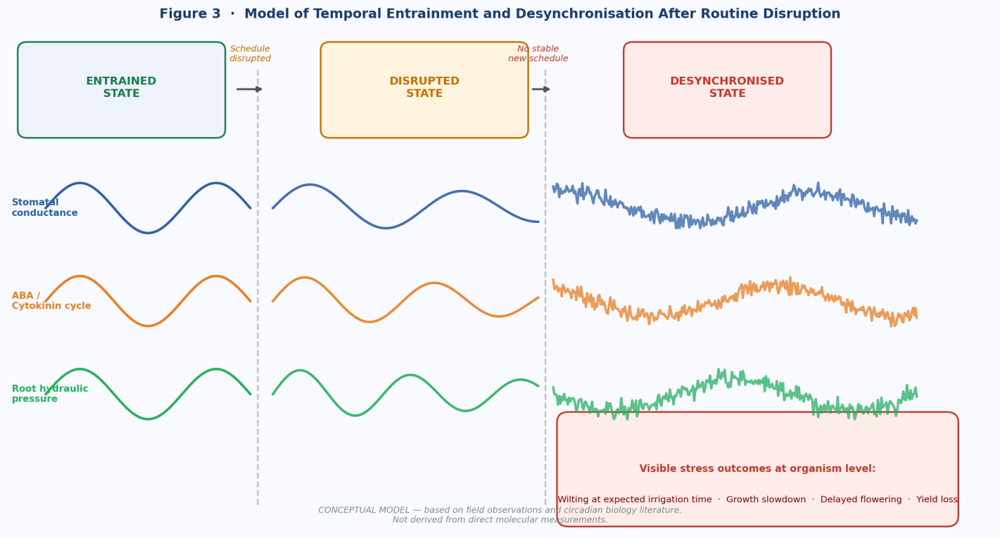 Figure 3 · Model of Temporal Entrainment and Desynchronisation After Routine Disruption
Schedule
disrupted
No stable
new schedule
ENTRAINED
STATE
DISRUPTED
STATE
DESYNCHRONISED
STATE
Stomatal
conductance
ABA /
Cytokinin cycle
Root hydraulic
pressure
Visible stress outcomes at organism level:
Wilting at expected irrigation time · Growth slowdown · Delayed flowering · Yield loss
CONCEPTUAL MODEL — based on field observations and circadian biology literature.
Not derived from direct molecular measurements.